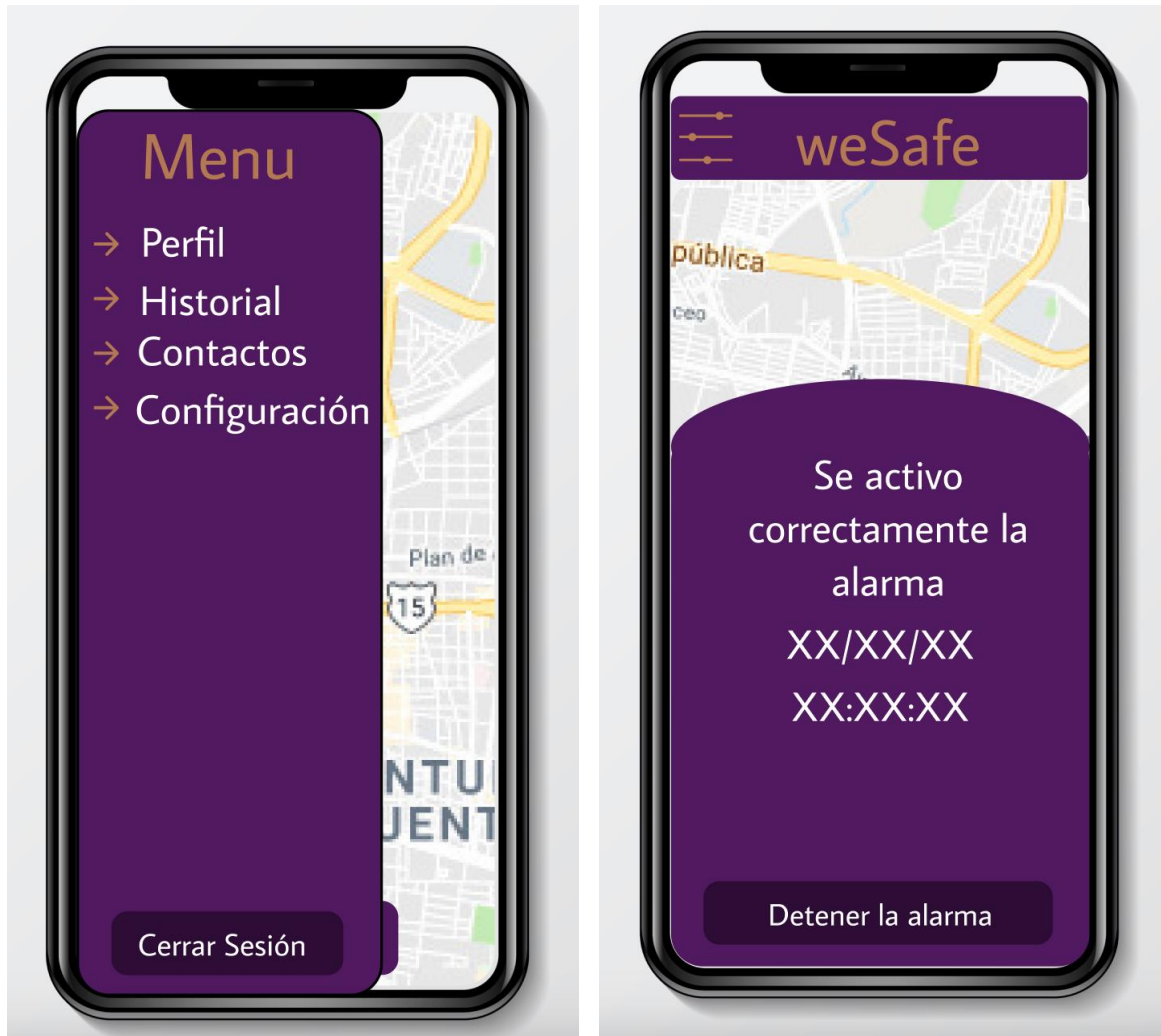 Menu
Perfil
Historial
Contactos
Configuración
Plan de
15
NTU
UENT
Cerrar Sesión
weSafe
pública
ceo
Se activo
correctamente la
alarma
XX/XX/XX
XX:XX:XX
Detener la alarma